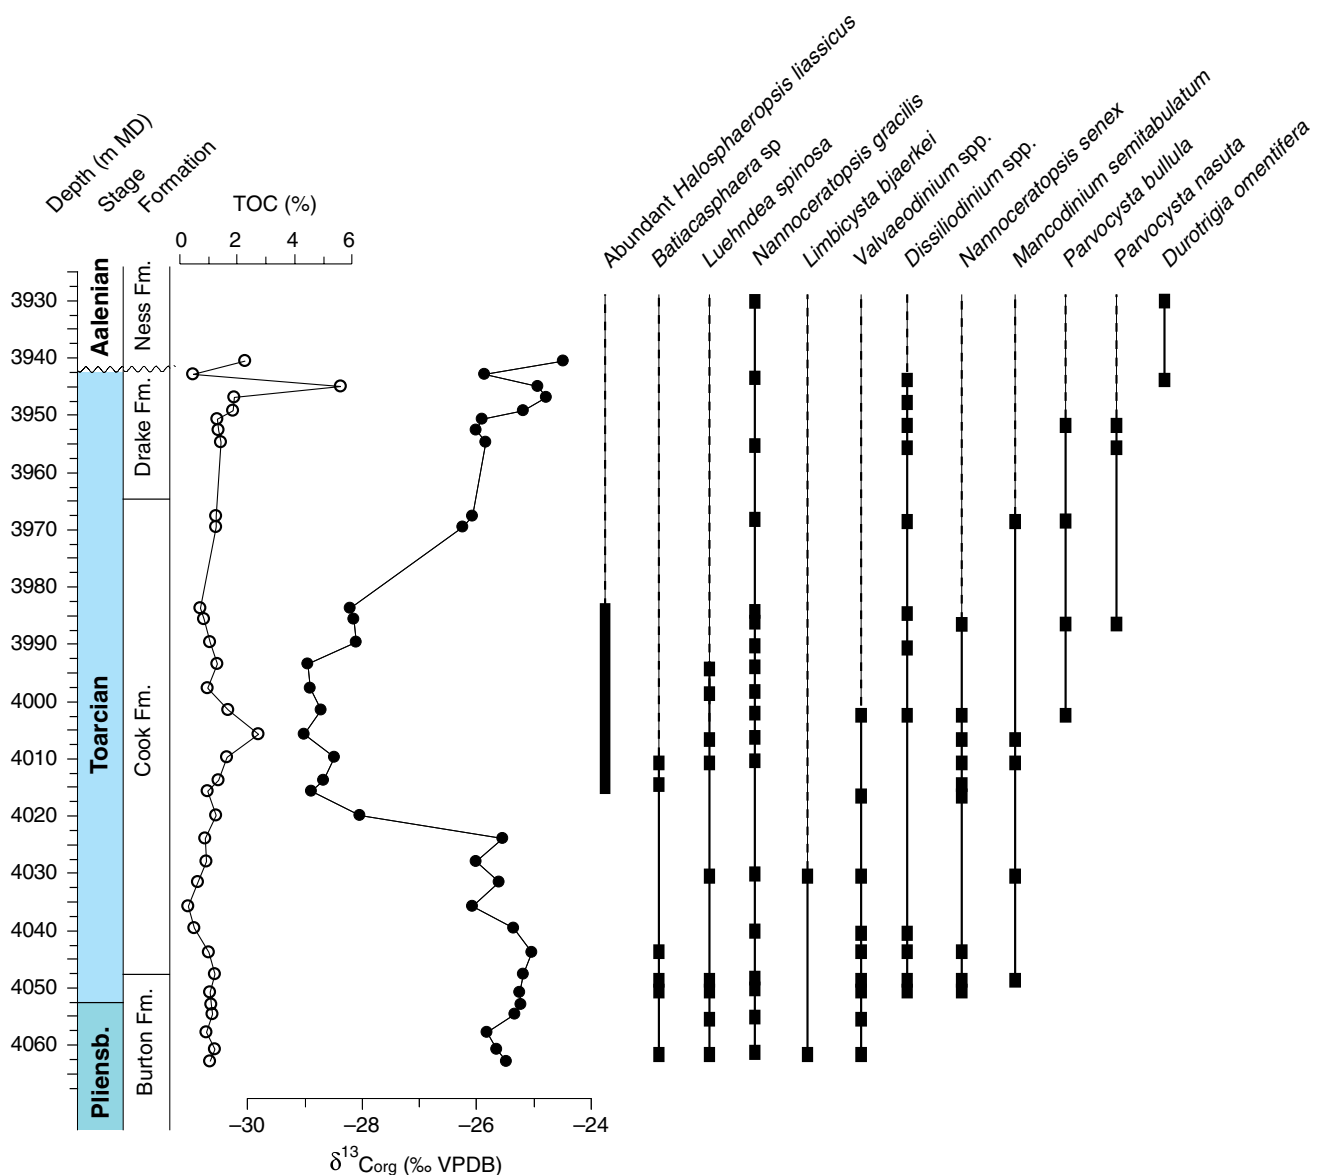 Depth (m MD)
Stage
Formation
TOC (%)
0 2 4 6
Abundant Halosphaeropsis liassicus
Batiacasphaera sp
Luehndea spinosa
Nannoceratopsis gracilis
Limbicysta bjaerkei
Valvaeodinium spp.
Dissiliodinium spp.
Nannoceratopsis senex
Mancodinium semitabulatum
Parvocysta bullula
Parvocysta nasuta
Durotrigia omentifera
3930
3940
3950
3960
3970
3980
3990
4000
4010
4020
4030
4040
4050
4060
Aalenian
Toarcian
Pliensb.
Ness Fm.
Drake Fm.
Cook Fm.
Burton Fm.
–30 –28 –26 –24
δ13Corg (‰ VPDB)